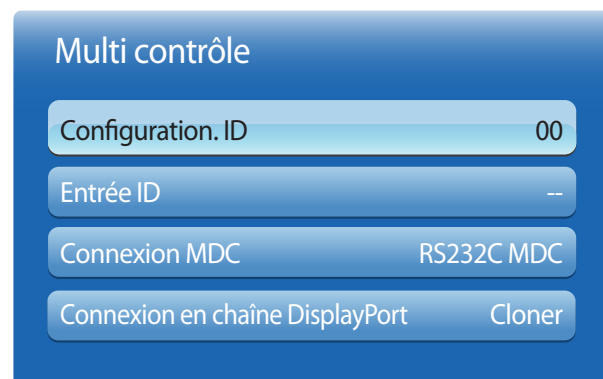 Multi contrôle
Configuration. ID 00
Entrée ID --
Connexion MDC RS232C MDC
Connexion en chaîne DisplayPort Cloner